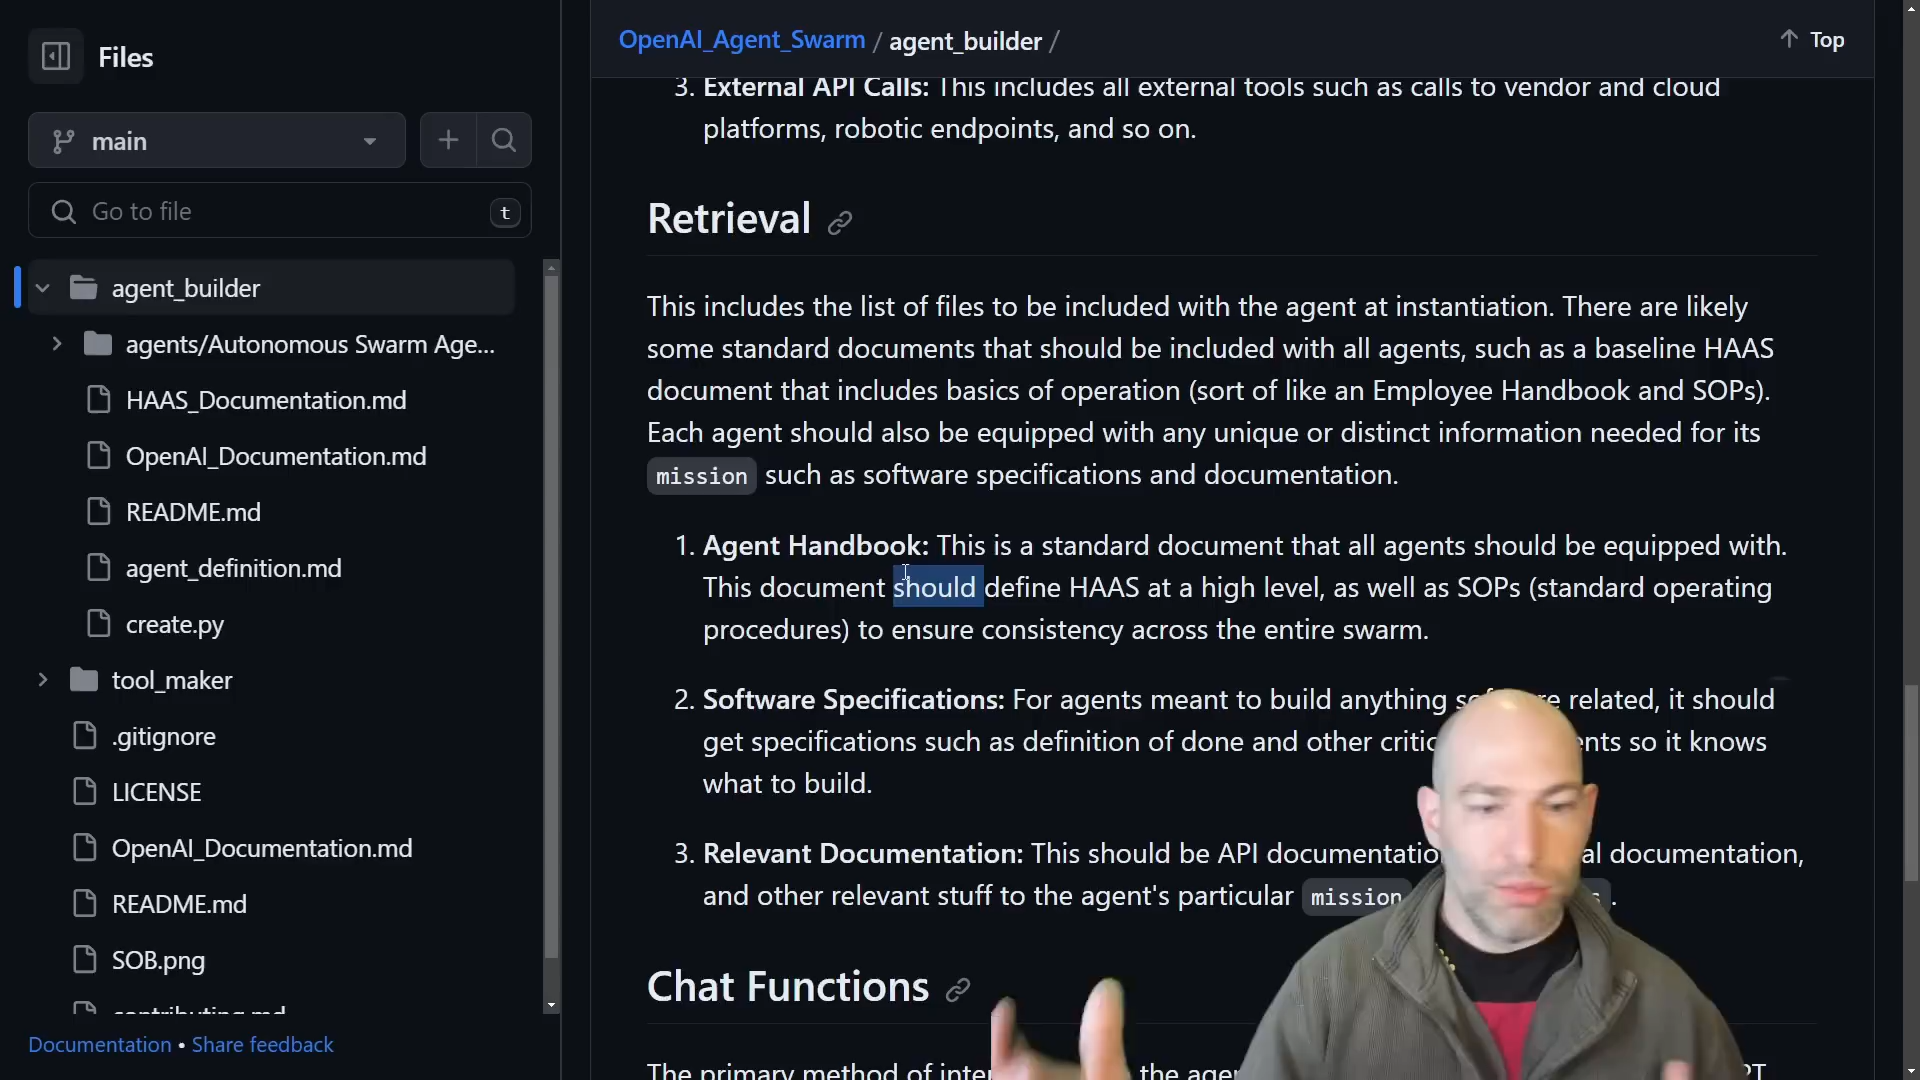 Files
main
Go to file
t
agent_builder
agents/Autonomous Swarm Age...
HAAS_Documentation.md
OpenAI_Documentation.md
README.md
agent_definition.md
create.py
tool_maker
.gitignore
LICENSE
OpenAI_Documentation.md
README.md
SOB.png
contributing.md
Documentation • Share feedback
OpenAI_Agent_Swarm / agent_builder /
Top
3. External API Calls: This includes all external tools such as calls to vendor and cloud
platforms, robotic endpoints, and so on.
Retrieval
This includes the list of files to be included with the agent at instantiation. There are likely
some standard documents that should be included with all agents, such as a baseline HAAS
document that includes basics of operation (sort of like an Employee Handbook and SOPs).
Each agent should also be equipped with any unique or distinct information needed for its
mission such as software specifications and documentation.
1. Agent Handbook: This is a standard document that all agents should be equipped with.
This document should define HAAS at a high level, as well as SOPs (standard operating
procedures) to ensure consistency across the entire swarm.
2. Software Specifications: For agents meant to build anything related, it should
get specifications such as definition of done and other so it knows
what to build.
3. Relevant Documentation: This should be API documentation, and other relevant stuff to the agent's particular mission
Chat Functions
The primary method of the